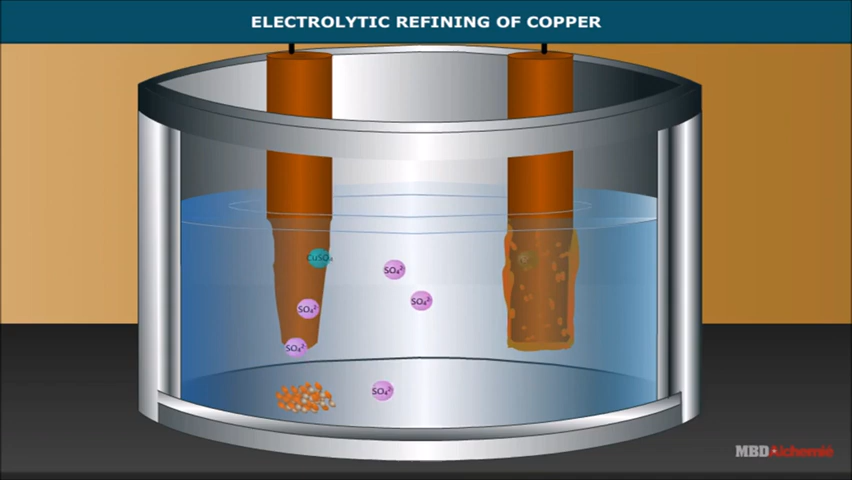 ELECTROLYTIC REFINING OF COPPER
CuSO₄
SO₄²
SO₄²
SO₄²
SO₄²
SO₄²
MBDAlchemie